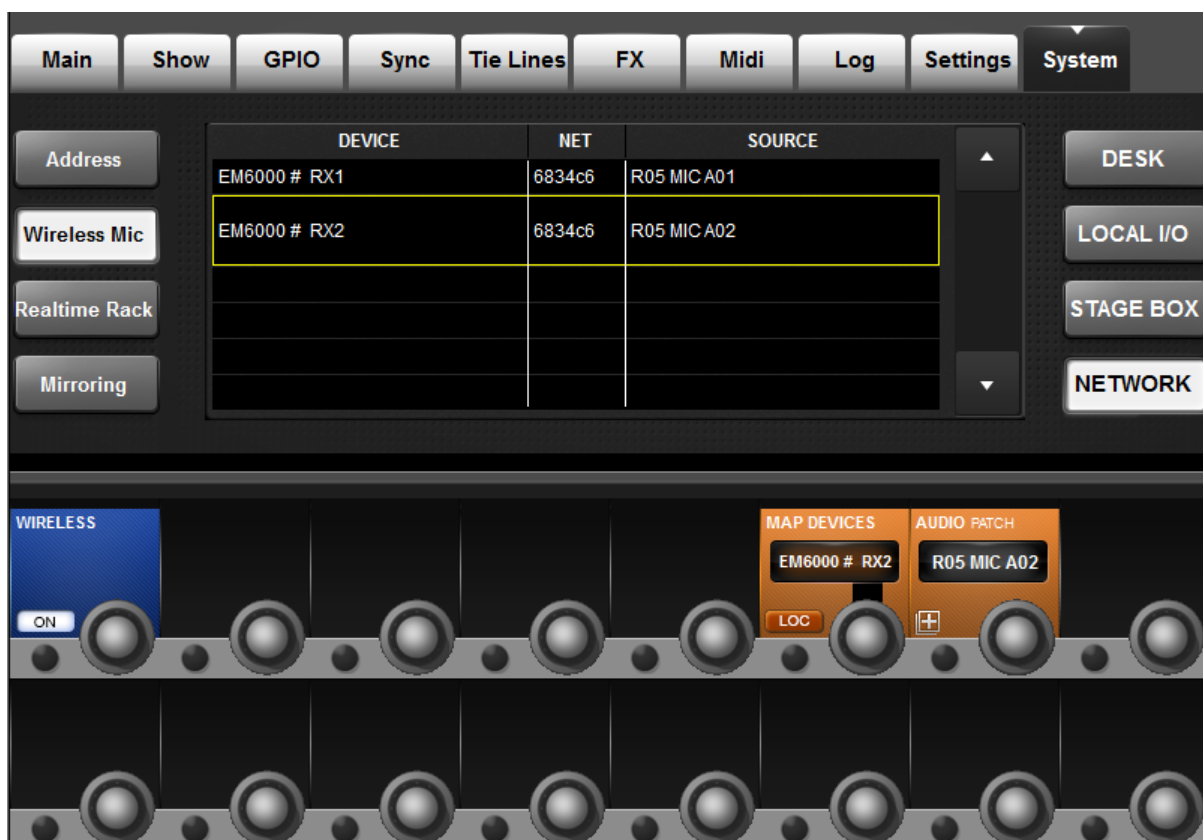 Main Show GPIO Sync Tie Lines FX Midi Log Settings System
Address
Wireless Mic
Realtime Rack
Mirroring
DEVICE NET SOURCE
EM6000 # RX1 6834c6 R05 MIC A01
EM6000 # RX2 6834c6 R05 MIC A02
DESK
LOCAL I/O
STAGE BOX
NETWORK
WIRELESS
ON
MAP DEVICES
EM6000 # RX2
LOC
AUDIO PATCH
R05 MIC A02